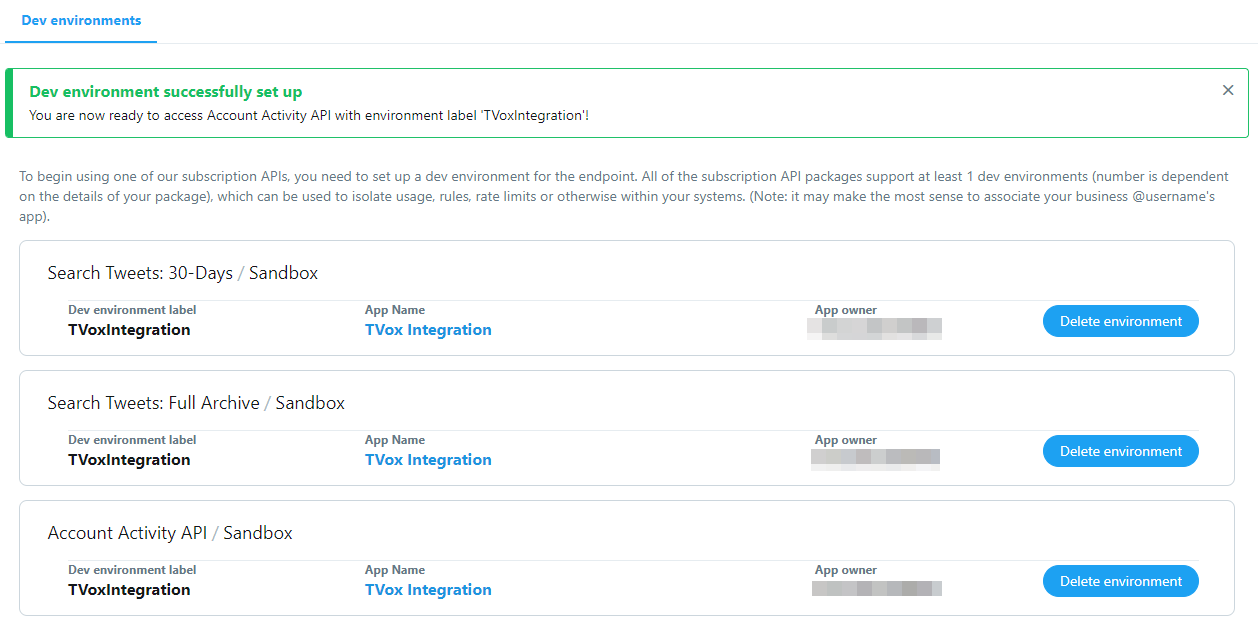 Dev environments
Dev environment successfully set up
You are now ready to access Account Activity API with environment label 'TVoxIntegration'!
To begin using one of our subscription APIs, you need to set up a dev environment for the endpoint. All of the subscription API packages support at least 1 dev environments (number is dependent
on the details of your package), which can be used to isolate usage, rules, rate limits or otherwise within your systems. (Note: it may make the most sense to associate your business @username's
app).
Search Tweets: 30-Days / Sandbox
Dev environment label App Name App owner
TVoxIntegration TVox Integration Delete environment
Search Tweets: Full Archive / Sandbox
Dev environment label App Name App owner
TVoxIntegration TVox Integration Delete environment
Account Activity API / Sandbox
Dev environment label App Name App owner
TVoxIntegration TVox Integration Delete environment